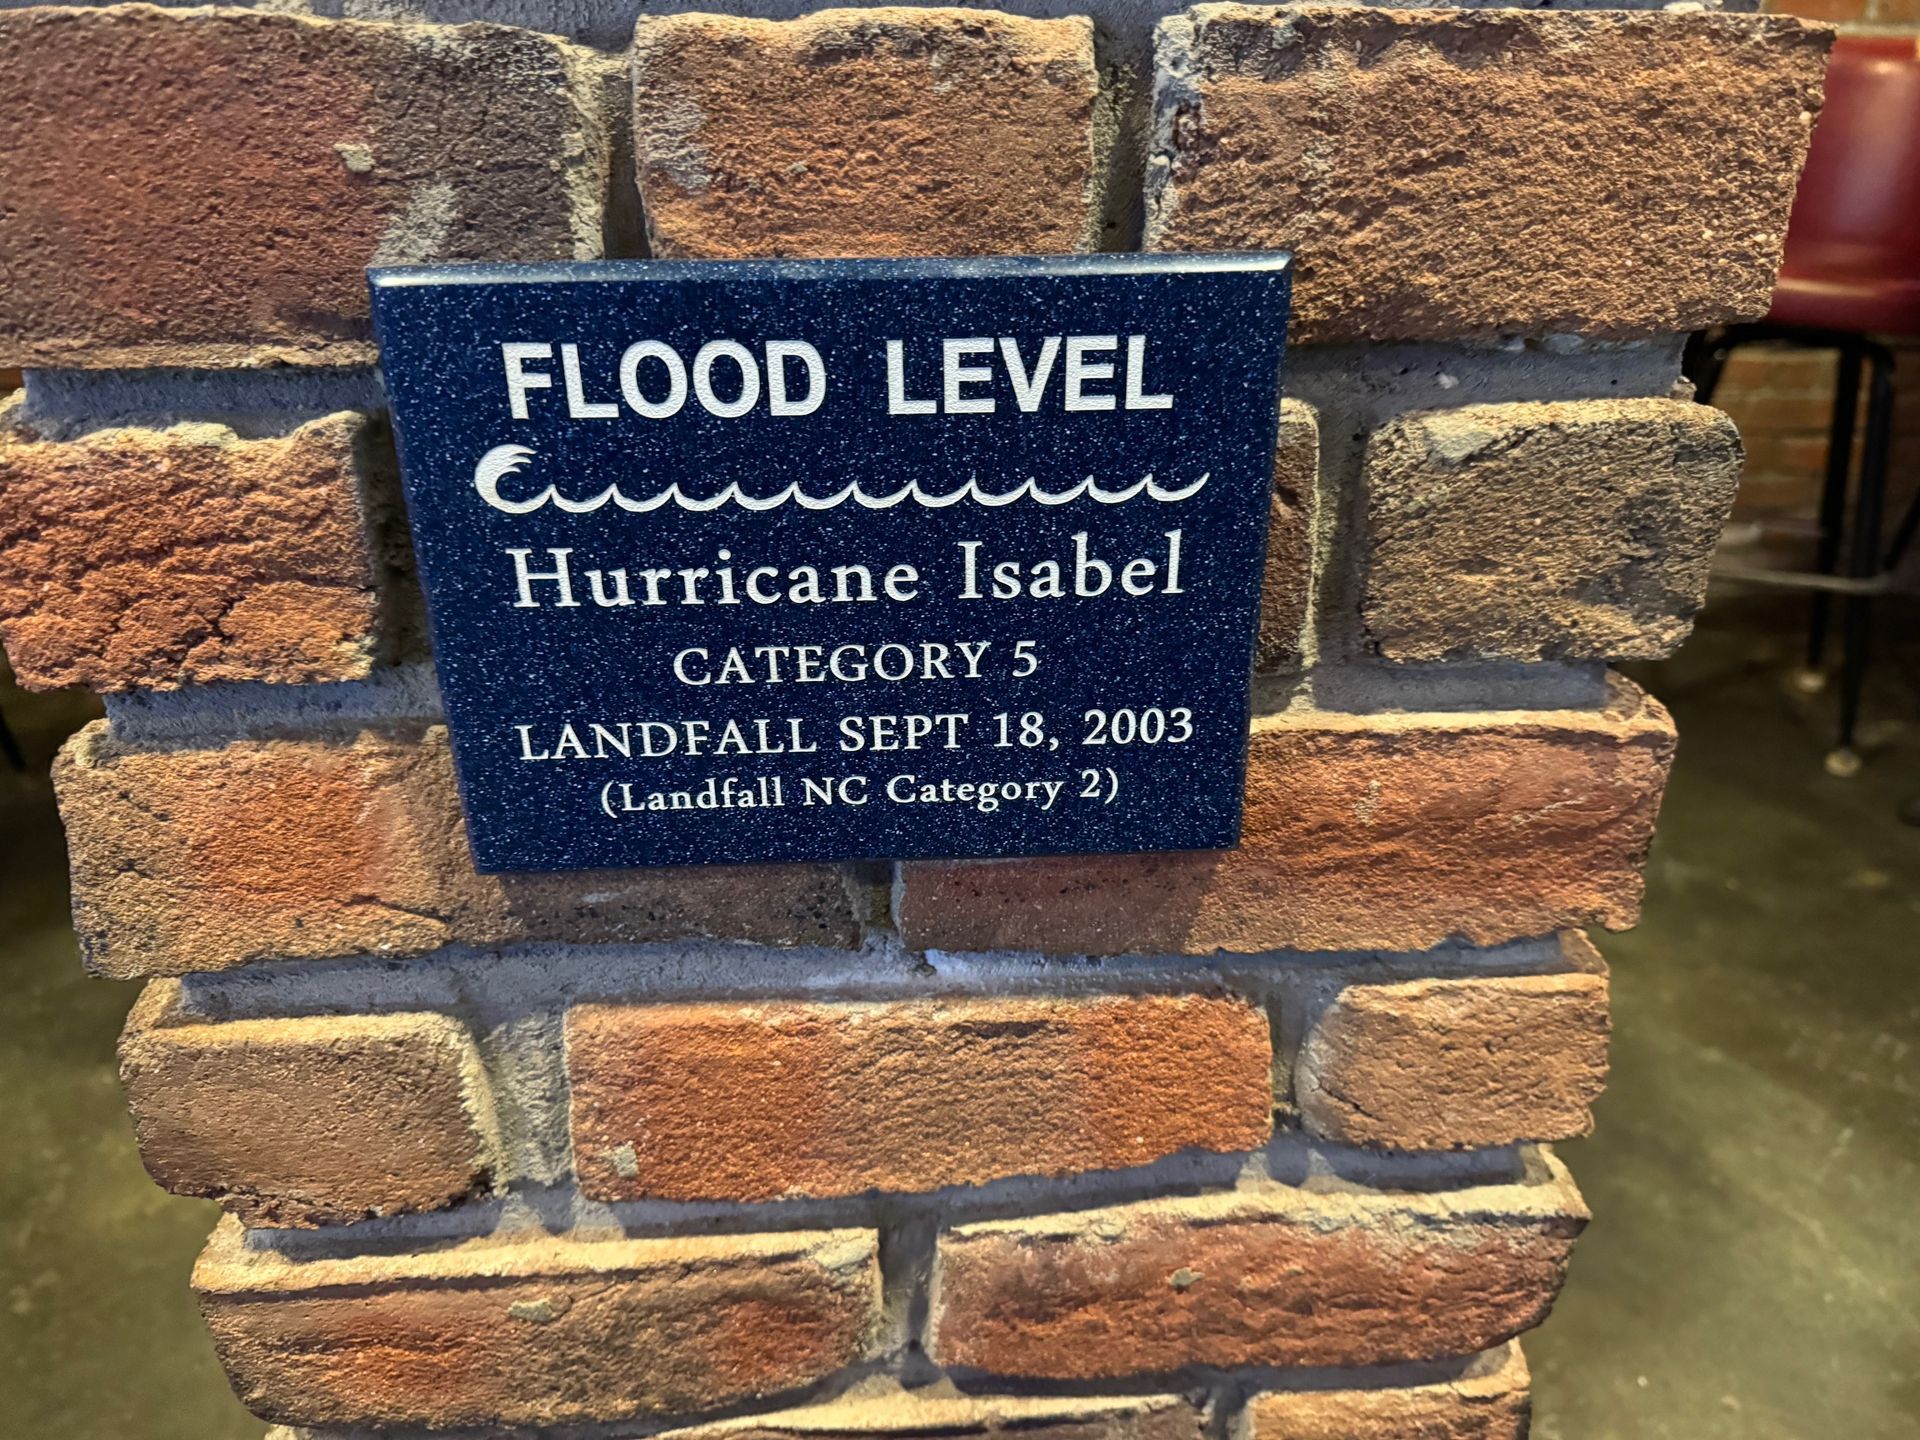 FLOOD LEVEL
Hurricane Isabel
CATEGORY 5
LANDFALL SEPT 18, 2003
(Landfall NC Category 2)